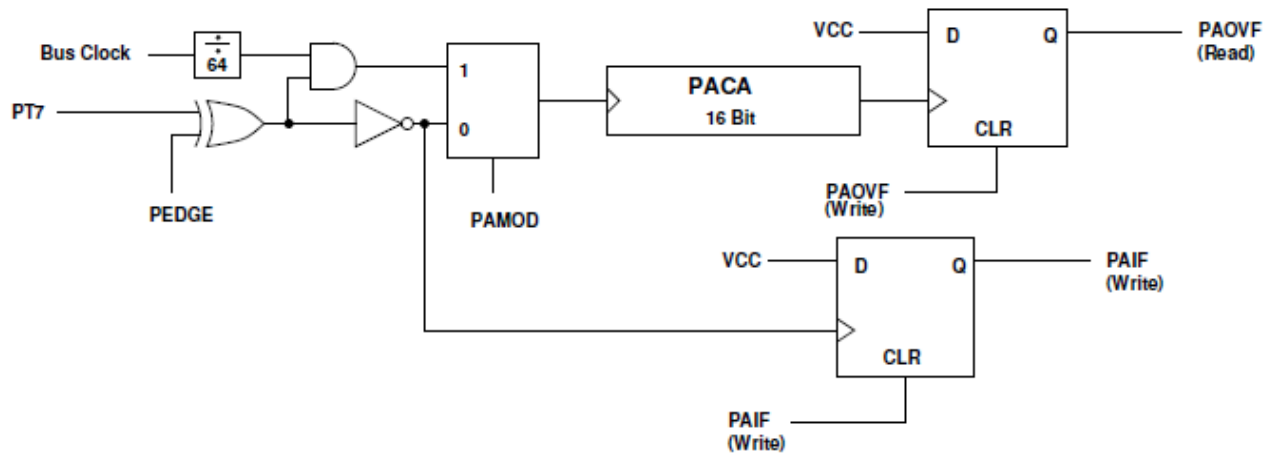 VCC
D
Q
PAOVF
(Read)
Bus Clock
÷
64
1
PACA
16 Bit
PT7
0
CLR
PEDGE
PAMOD
PAOVF
(Write)
VCC
D
Q
PAIF
(Write)
CLR
PAIF
(Write)